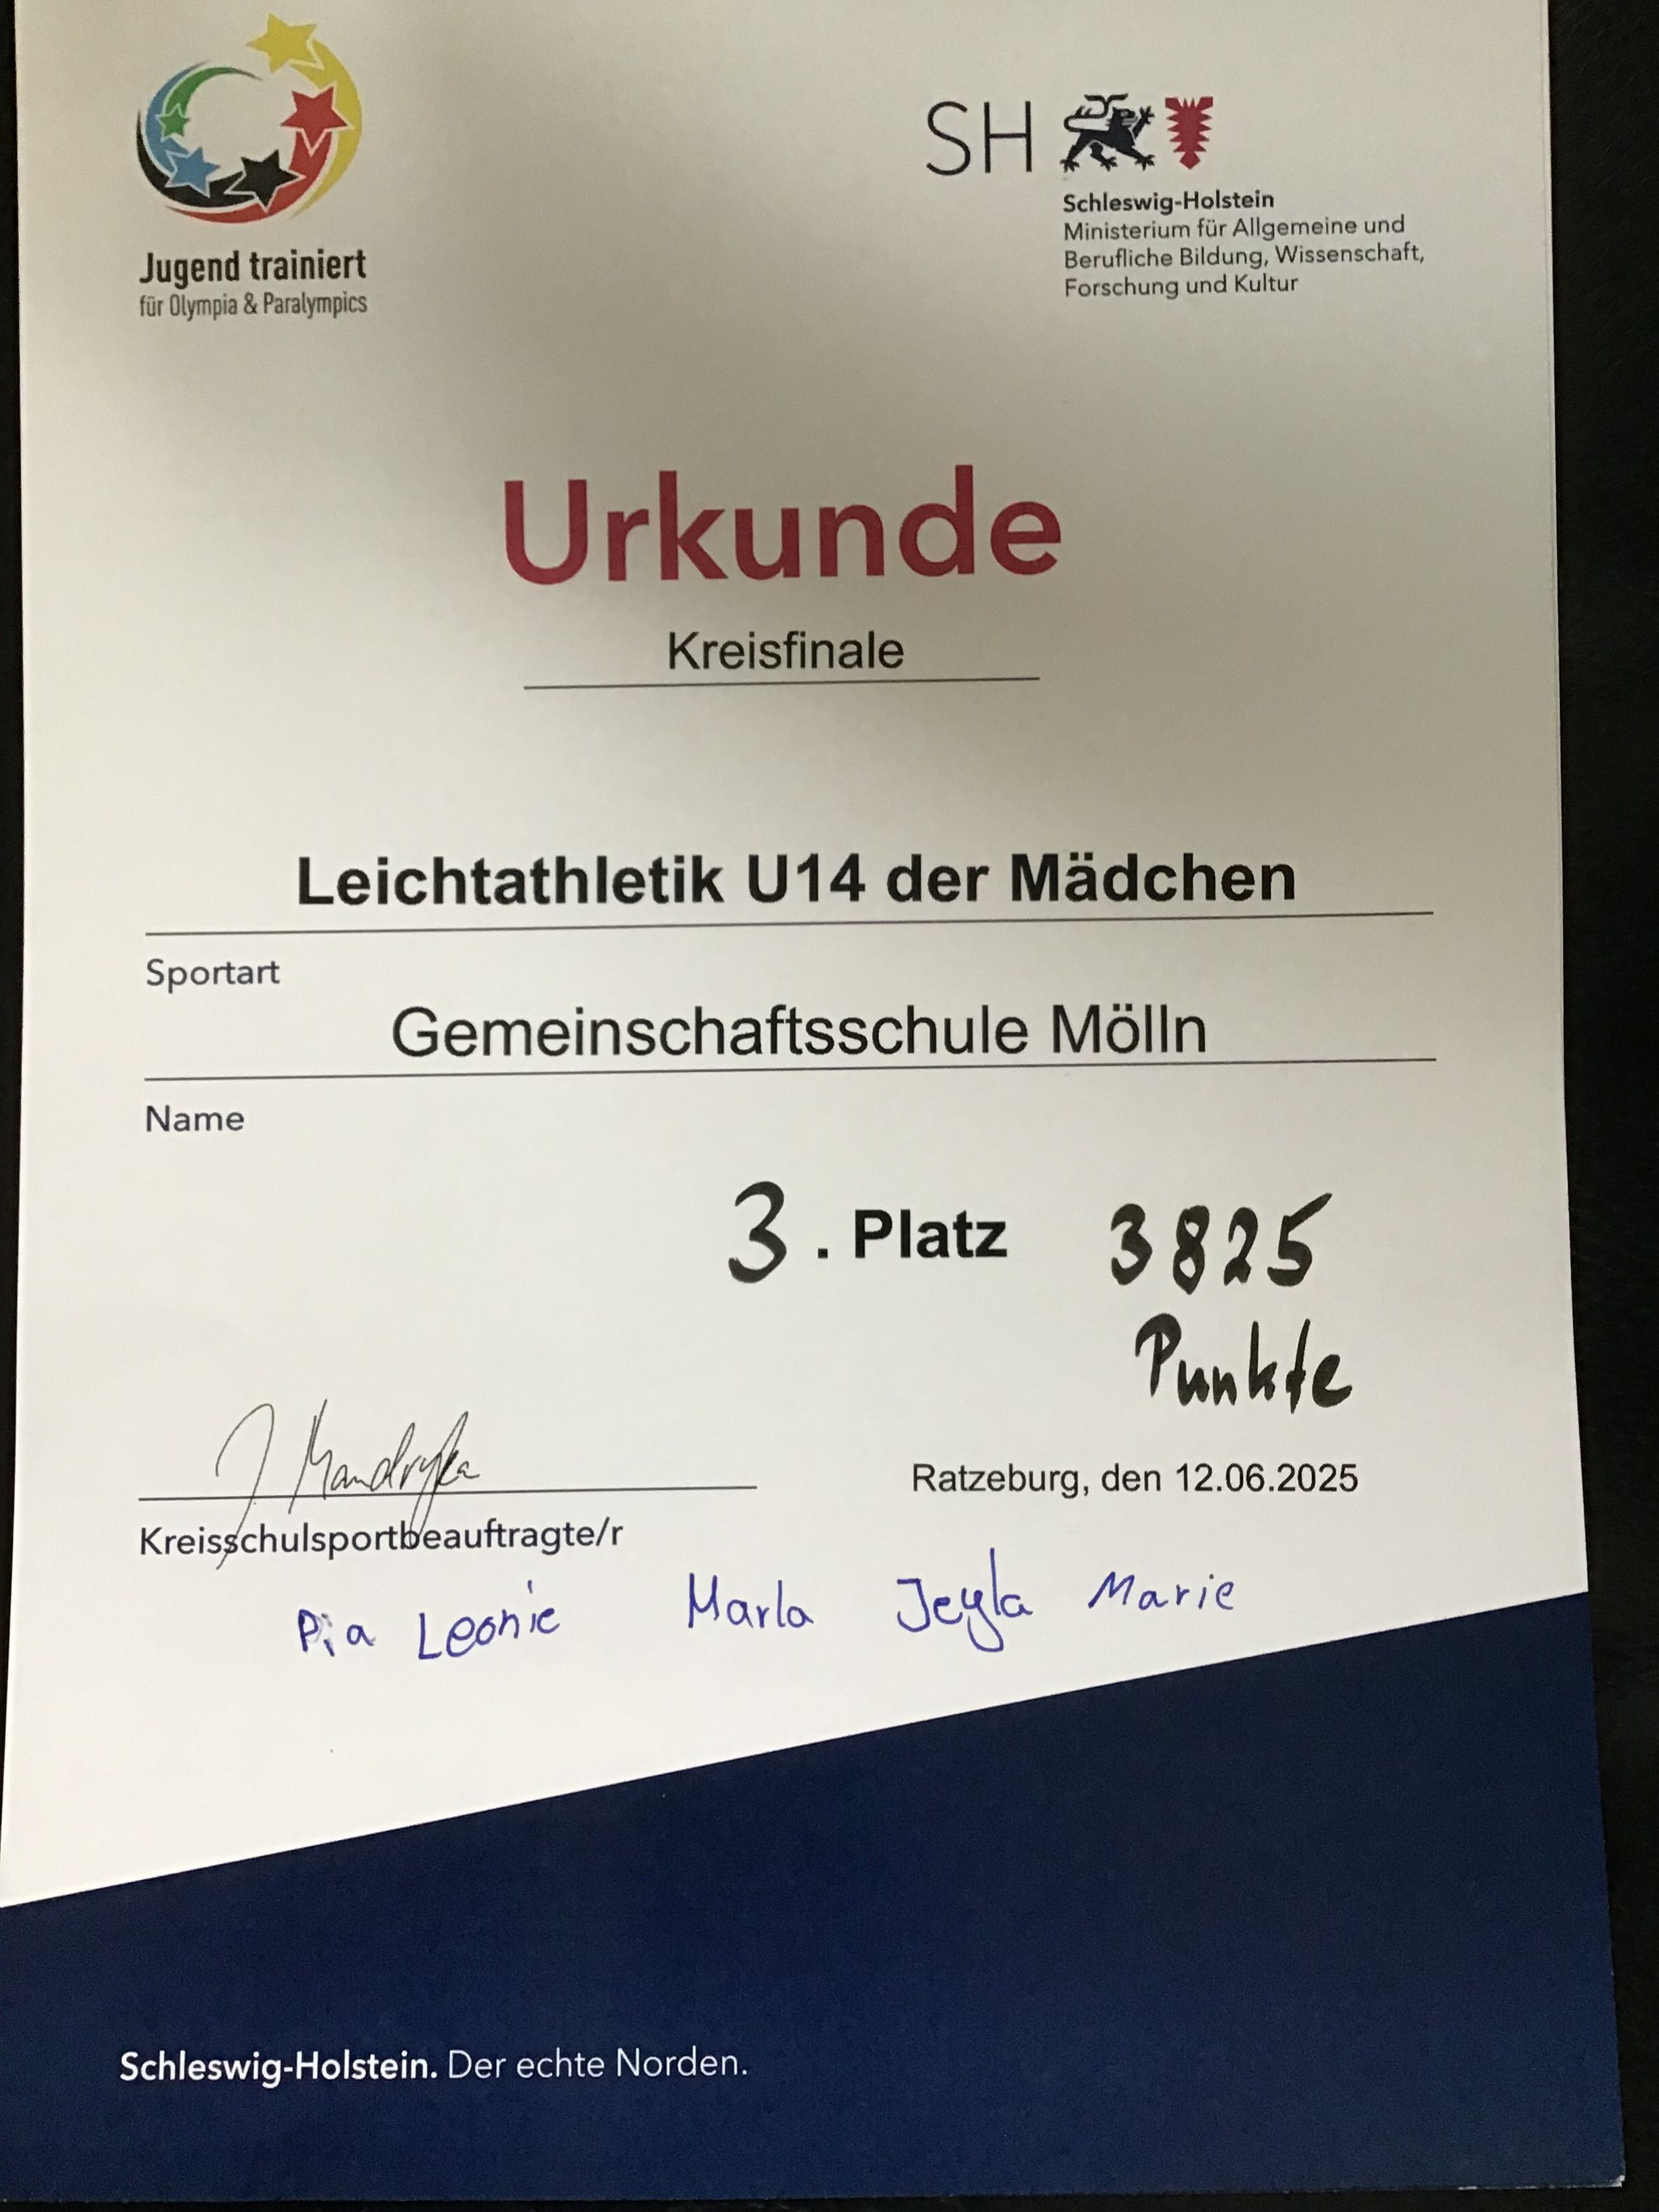 Jugend trainiert
für Olympia & Paralympics
SH
Schleswig-Holstein
Ministerium für Allgemeine und
Berufliche Bildung, Wissenschaft,
Forschung und Kultur
Urkunde
Kreisfinale
Leichtathletik U14 der Mädchen
Sportart
Gemeinschaftsschule Mölln
Name
3. Platz 3825
Punkte
J. Mandryka
Ratzeburg, den 12.06.2025
Kreisschulsportbeauftragte/r
Pia Leonie Marla Jeyla Marie
Schleswig-Holstein. Der echte Norden.